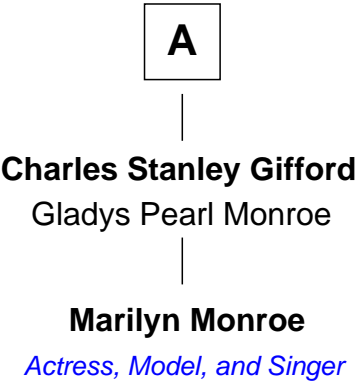 A
Charles Stanley Gifford
Gladys Pearl Monroe
Marilyn Monroe
Actress, Model, and Singer